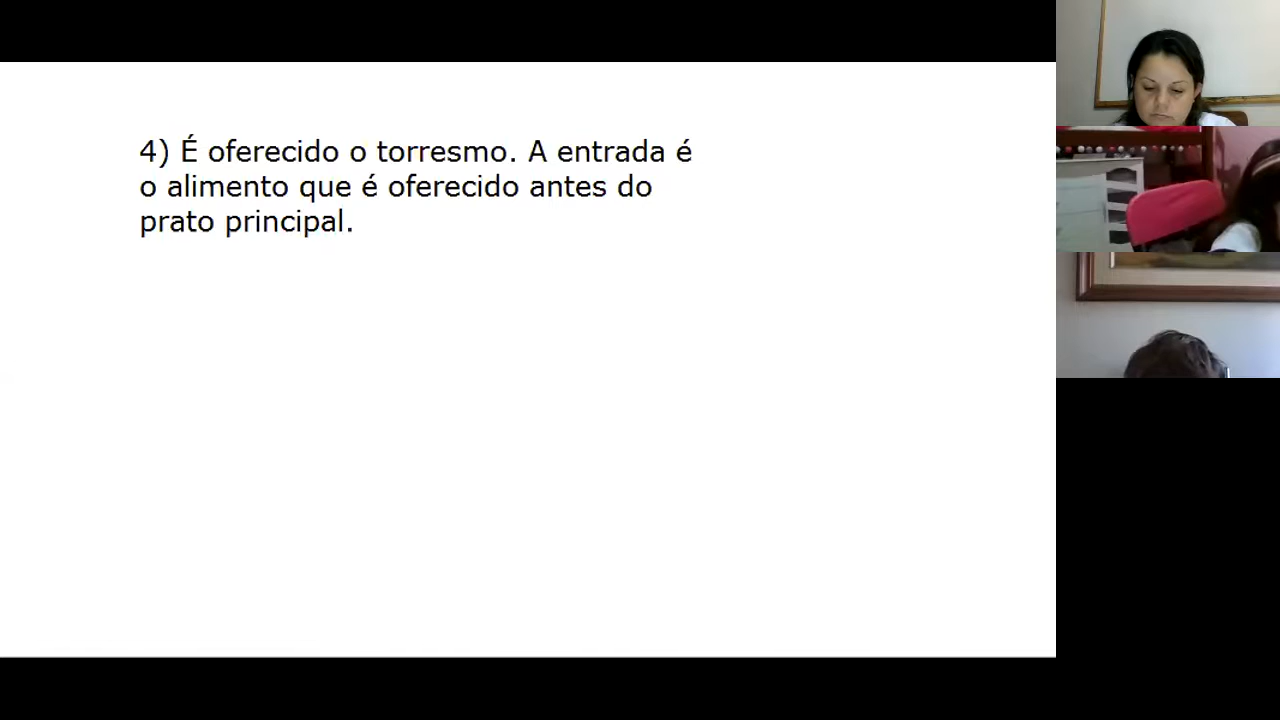 4) É oferecido o torresmo. A entrada é
o alimento que é oferecido antes do
prato principal.